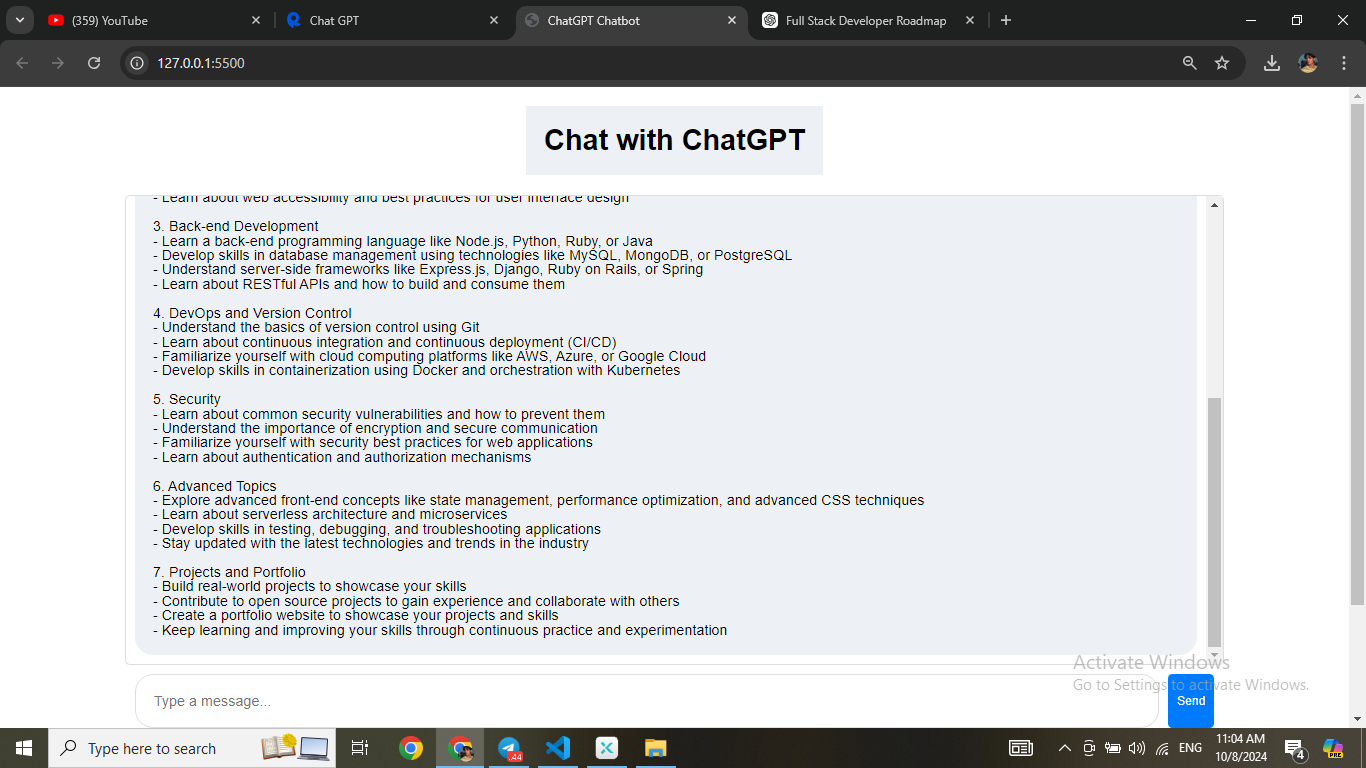 (359) YouTube
Chat GPT
ChatGPT Chatbot
Full Stack Developer Roadmap
127.0.0.1:5500
Chat with ChatGPT
- Learn about web accessibility and best practices for user interface design
3. Back-end Development
- Learn a back-end programming language like Node.js, Python, Ruby, or Java
- Develop skills in database management using technologies like MySQL, MongoDB, or PostgreSQL
- Understand server-side frameworks like Express.js, Django, Ruby on Rails, or Spring
- Learn about RESTful APIs and how to build and consume them
4. DevOps and Version Control
- Understand the basics of version control using Git
- Learn about continuous integration and continuous deployment (CI/CD)
- Familiarize yourself with cloud computing platforms like AWS, Azure, or Google Cloud
- Develop skills in containerization using Docker and orchestration with Kubernetes
5. Security
- Learn about common security vulnerabilities and how to prevent them
- Understand the importance of encryption and secure communication
- Familiarize yourself with security best practices for web applications
- Learn about authentication and authorization mechanisms
6. Advanced Topics
- Explore advanced front-end concepts like state management, performance optimization, and advanced CSS techniques
- Learn about serverless architecture and microservices
- Develop skills in testing, debugging, and troubleshooting applications
- Stay updated with the latest technologies and trends in the industry
7. Projects and Portfolio
- Build real-world projects to showcase your skills
- Contribute to open source projects to gain experience and collaborate with others
- Create a portfolio website to showcase your projects and skills
- Keep learning and improving your skills through continuous practice and experimentation
Activate Windows
Go to Settings to activate Windows.
Type a message...
Send
Type here to search
.44
ENG
11:04 AM
10/8/2024
4
PRE